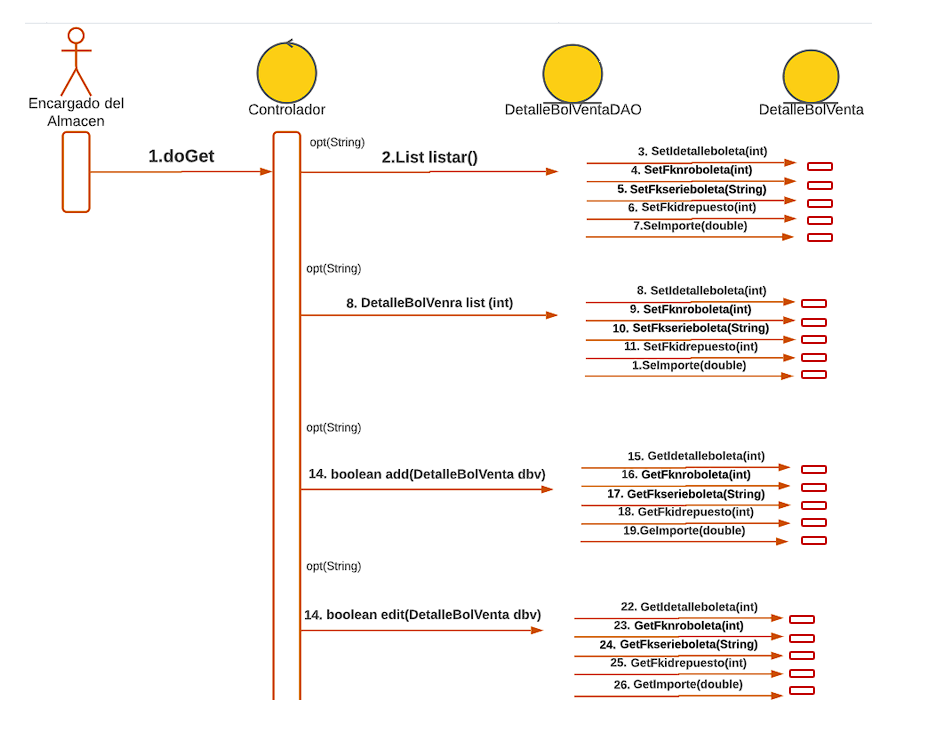 Encargado del
Almacen
Controlador
DetalleBolVentaDAO
DetalleBolVenta
opt(String)
1.doGet
2.List listar()
3. SetIdetalleboleta(int)
4. SetFknroboleta(int)
5. SetFkserieboleta(String)
6. SetFkidrepuesto(int)
7.SeImporte(double)
opt(String)
8. DetalleBolVenra list (int)
8. SetIdetalleboleta(int)
9. SetFknroboleta(int)
10. SetFkserieboleta(String)
11. SetFkidrepuesto(int)
1.SeImporte(double)
opt(String)
14. boolean add(DetalleBolVenta dbv)
15. GetIdetalleboleta(int)
16. GetFknroboleta(int)
17. GetFkserieboleta(String)
18. GetFkidrepuesto(int)
19.GeImporte(double)
opt(String)
14. boolean edit(DetalleBolVenta dbv)
22. GetIdetalleboleta(int)
23. GetFknroboleta(int)
24. GetFkserieboleta(String)
25. GetFkidrepuesto(int)
26. GetImporte(double)